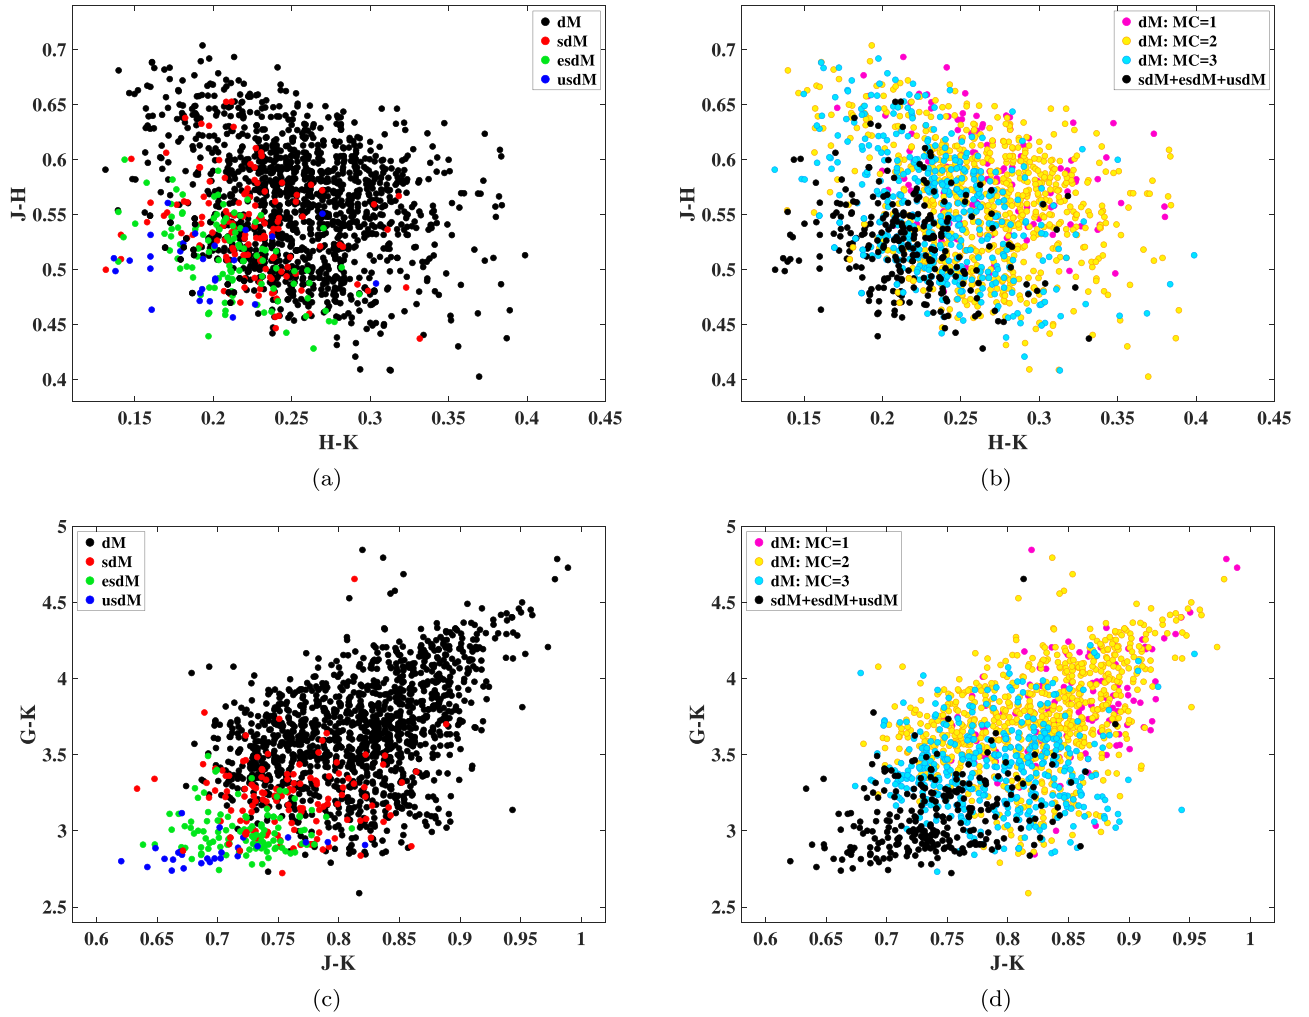 dM
sdM
esdM
usdM
0.7
0.65
0.6
0.55
0.5
0.45
0.4
J-H
0.15
0.2
0.25
0.3
0.35
0.4
0.45
H-K
(a)
dM: MC=1
dM: MC=2
dM: MC=3
sdM+esdM+usdM
0.7
0.65
0.6
0.55
0.5
0.45
0.4
J-H
0.15
0.2
0.25
0.3
0.35
0.4
0.45
H-K
(b)
dM
sdM
esdM
usdM
5
4.5
4
3.5
3
2.5
G-K
0.6
0.65
0.7
0.75
0.8
0.85
0.9
0.95
1
J-K
(c)
dM: MC=1
dM: MC=2
dM: MC=3
sdM+esdM+usdM
5
4.5
4
3.5
3
2.5
G-K
0.6
0.65
0.7
0.75
0.8
0.85
0.9
0.95
1
J-K
(d)